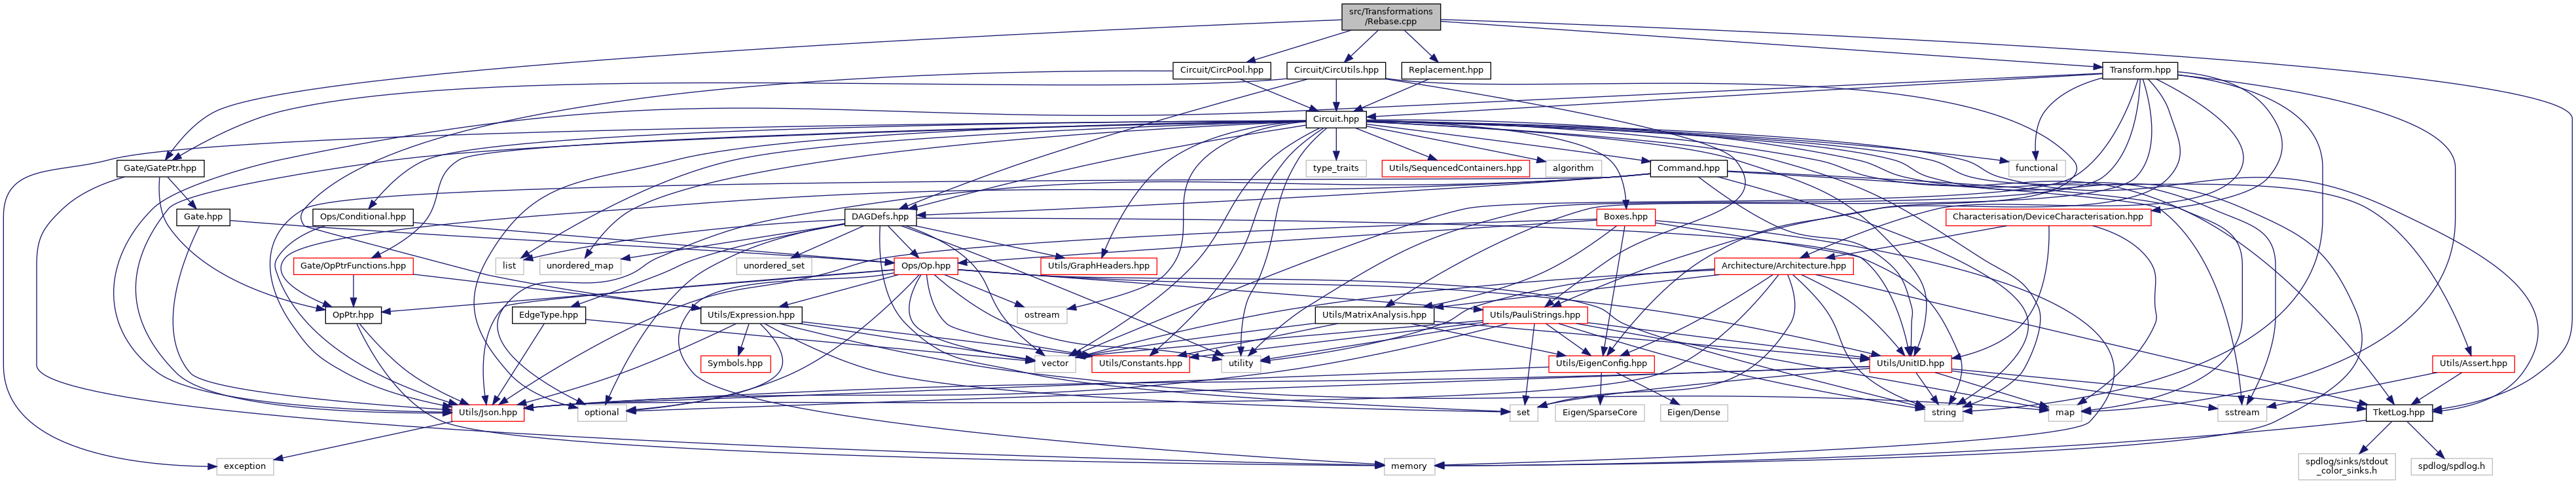 src/Transformations
/Rebase.cpp
Circuit/CircPool.hpp
Circuit/CircUtils.hpp
Replacement.hpp
Transform.hpp
Circuit.hpp
Gate/GatePtr.hpp
type_traits
Utils/SequencedContainers.hpp
algorithm
Command.hpp
functional
Gate.hpp
Ops/Conditional.hpp
DAGDefs.hpp
Boxes.hpp
Characterisation/DeviceCharacterisation.hpp
Gate/OpPtrFunctions.hpp
list
unordered_map
unordered_set
Ops/Op.hpp
Utils/GraphHeaders.hpp
Architecture/Architecture.hpp
OpPtr.hpp
EdgeType.hpp
Utils/Expression.hpp
ostream
Utils/MatrixAnalysis.hpp
Utils/PauliStrings.hpp
Symbols.hpp
vector
Utils/Constants.hpp
utility
Utils/EigenConfig.hpp
Utils/UnitID.hpp
Utils/Assert.hpp
Utils/Json.hpp
optional
set
Eigen/SparseCore
Eigen/Dense
string
map
sstream
TketLog.hpp
exception
memory
spdlog/sinks/stdout
_color_sinks.h
spdlog/spdlog.h